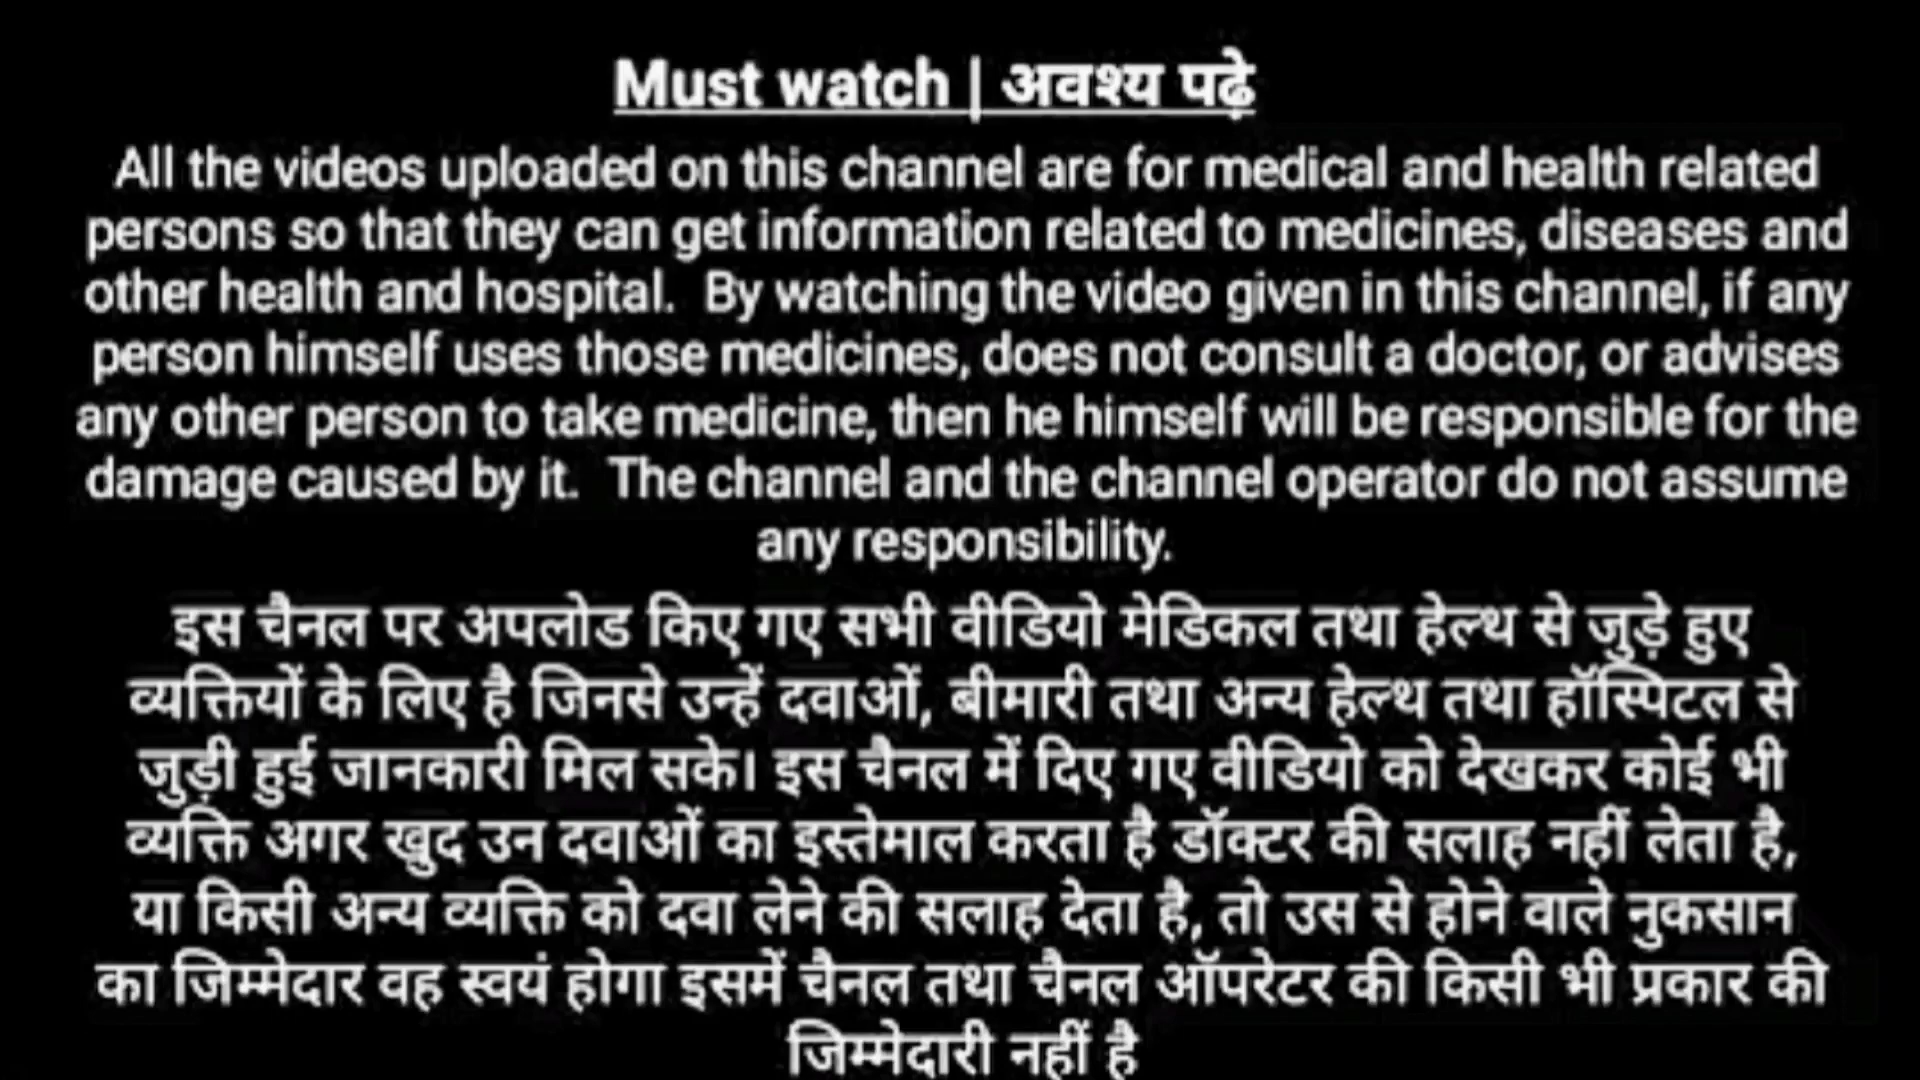 Must watch | अवश्य पढ़े
All the videos uploaded on this channel are for medical and health related
persons so that they can get information related to medicines, diseases and
other health and hospital.  By watching the video given in this channel, if any
person himself uses those medicines, does not consult a doctor, or advises
any other person to take medicine, then he himself will be responsible for the
damage caused by it.  The channel and the channel operator do not assume
any responsibility.
इस चैनल पर अपलोड किए गए सभी वीडियो मेडिकल तथा हेल्थ से जुड़े हुए
व्यक्तियों के लिए है जिनसे उन्हें दवाओं, बीमारी तथा अन्य हेल्थ तथा हॉस्पिटल से
जुड़ी हुई जानकारी मिल सके। इस चैनल में दिए गए वीडियो को देखकर कोई भी
व्यक्ति अगर खुद उन दवाओं का इस्तेमाल करता है डॉक्टर की सलाह नहीं लेता है,
या किसी अन्य व्यक्ति को दवा लेने की सलाह देता है, तो उस से होने वाले नुकसान
का जिम्मेदार वह स्वयं होगा इसमें चैनल तथा चैनल ऑपरेटर की किसी भी प्रकार की
जिम्मेदारी नहीं है